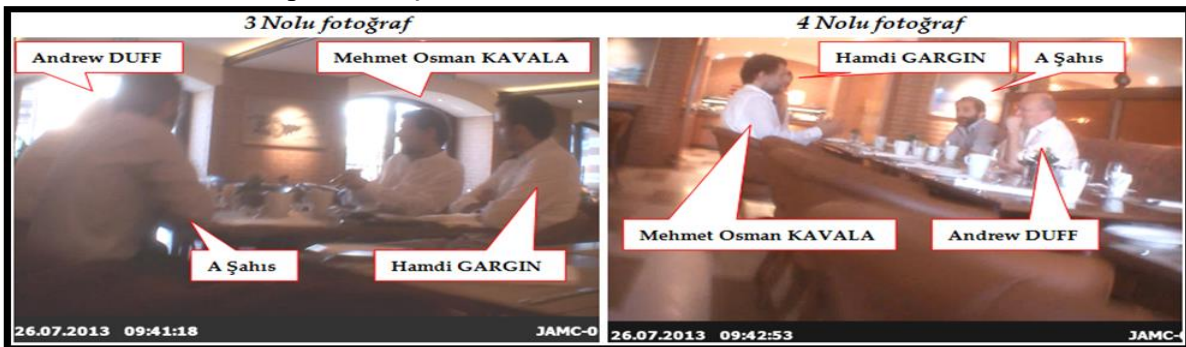 3 Nolu fotoğraf
4 Nolu fotoğraf
Andrew DUFF
Mehmet Osman KAVALA
A Şahıs
Hamdi GARGIN
26.07.2013 09:41:18
JAMC-0
Hamdi GARGIN
A Şahıs
Mehmet Osman KAVALA
Andrew DUFF
26.07.2013 09:42:53
JAMC-